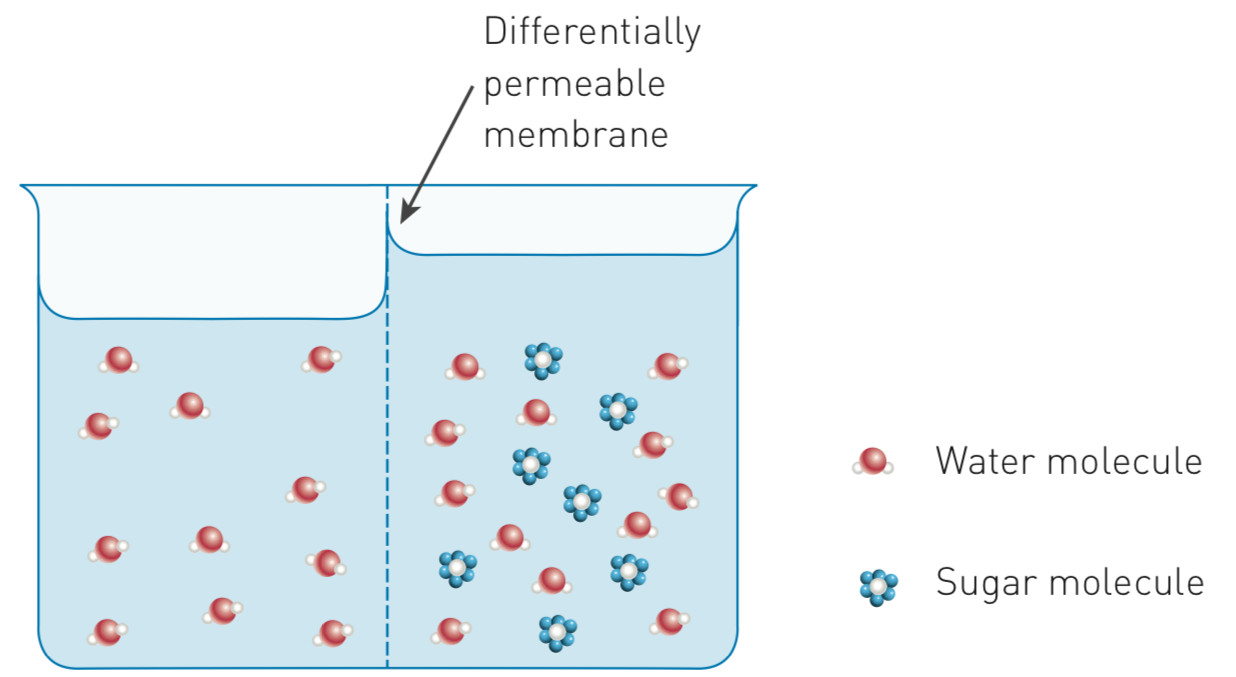 Differentially
permeable
membrane
Water molecule
Sugar molecule